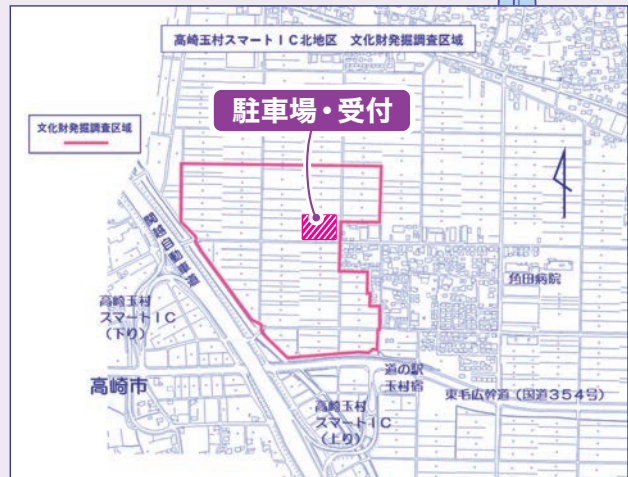 高崎玉村スマートIC北地区 文化財発掘調査区域
駐車場・受付
文化財発掘調査区域
関越自動車道
角田病院
高崎玉村
スマートIC
(下り)
道の駅
玉村宿
高崎市
東毛広幹道(国道354号)
高崎玉村
スマートIC
(上り)